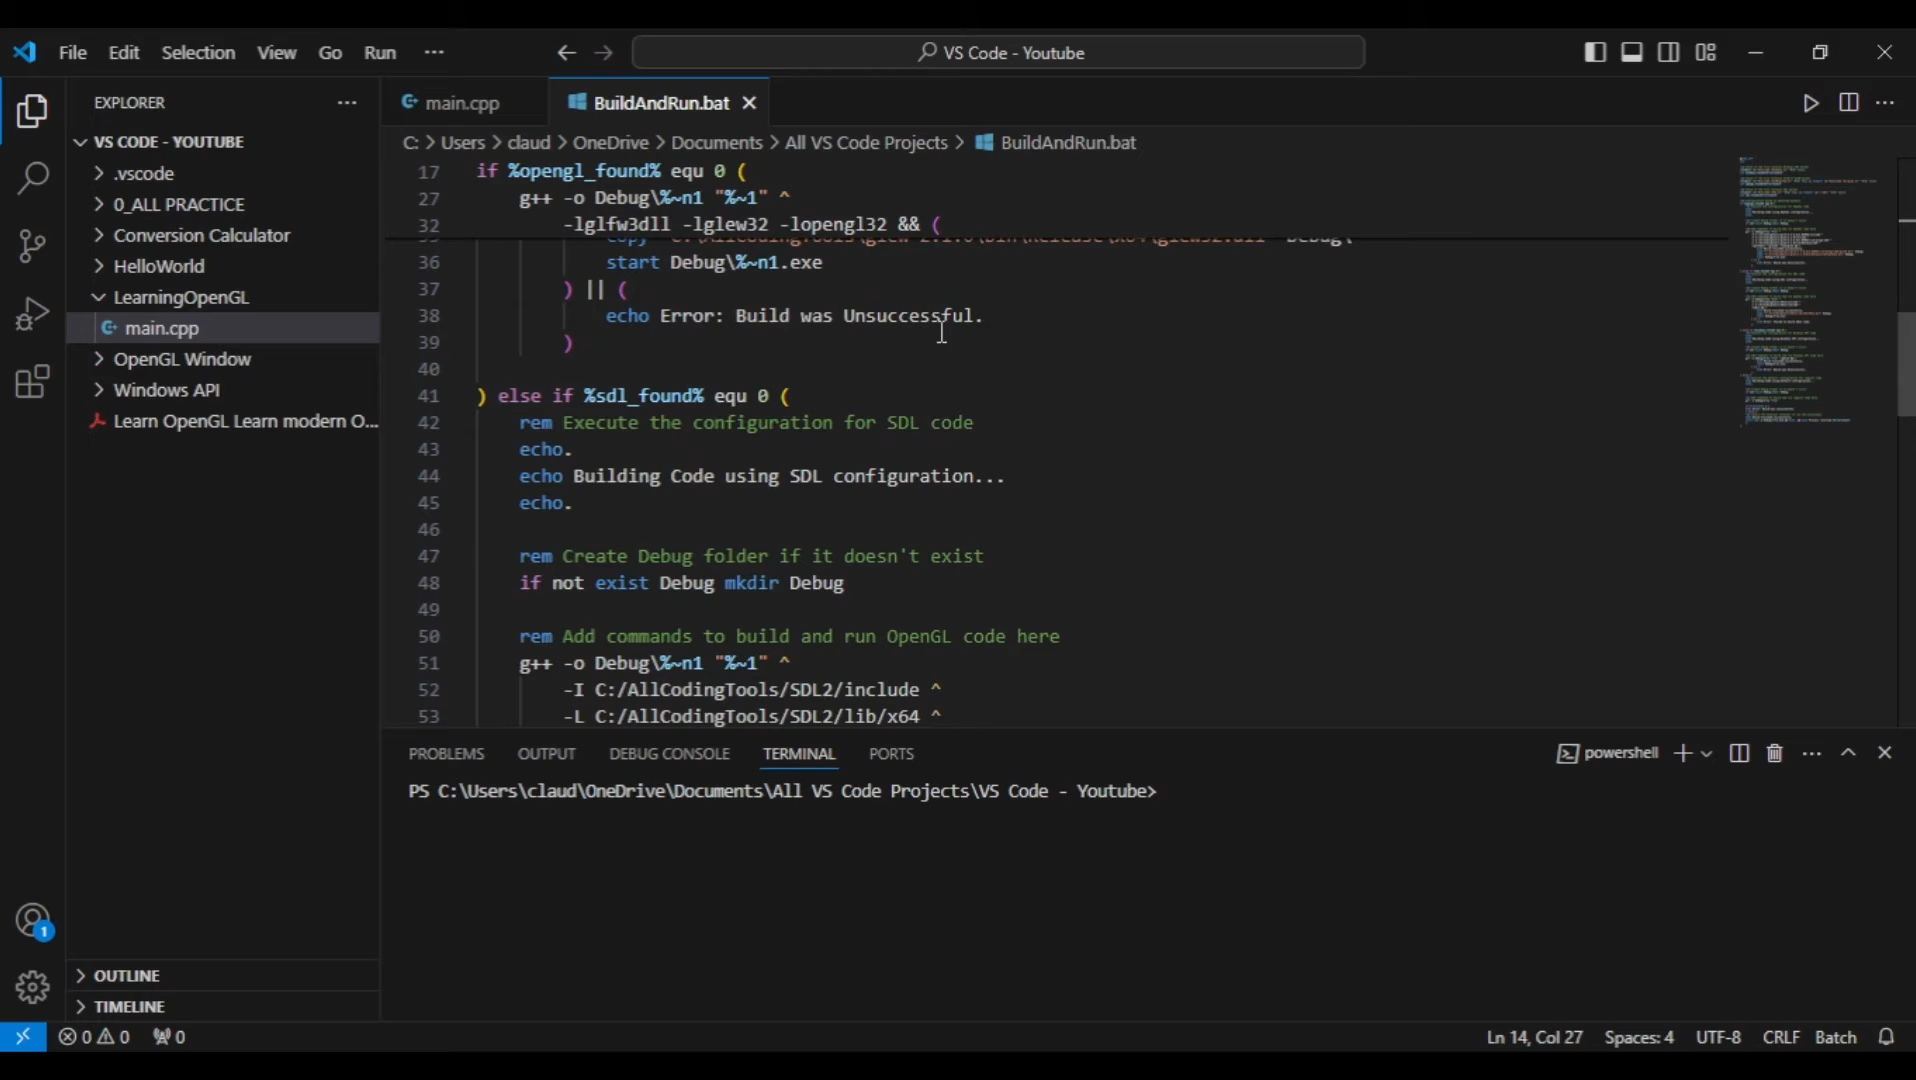 File Edit Selection View Go Run ···
VS Code - Youtube
EXPLORER ···
VS CODE - YOUTUBE
.vscode
0_ALL PRACTICE
Conversion Calculator
HelloWorld
LearningOpenGL
main.cpp
OpenGL Window
Windows API
Learn OpenGL Learn modern O...
OUTLINE
TIMELINE
main.cpp BuildAndRun.bat
C: > Users > claud > OneDrive > Documents > All VS Code Projects > BuildAndRun.bat
17 if %opengl_found% equ 0 (
27 g++ -o Debug\%~n1 "%~1" ^
32 -lglfw3dll -lglew32 -lopengl32 && (
36 start Debug\%~n1.exe
37 ) || (
38 echo Error: Build was Unsuccessful.
39 )
40
41 ) else if %sdl_found% equ 0 (
42 rem Execute the configuration for SDL code
43 echo.
44 echo Building Code using SDL configuration...
45 echo.
46
47 rem Create Debug folder if it doesn't exist
48 if not exist Debug mkdir Debug
49
50 rem Add commands to build and run OpenGL code here
51 g++ -o Debug\%~n1 "%~1" ^
52 -I C:/AllCodingTools/SDL2/include ^
53 -L C:/AllCodingTools/SDL2/lib/x64 ^
PROBLEMS OUTPUT DEBUG CONSOLE TERMINAL PORTS powershell
PS C:\Users\claud\OneDrive\Documents\All VS Code Projects\VS Code - Youtube>
1
0 0 0 Ln 14, Col 27 Spaces: 4 UTF-8 CRLF Batch